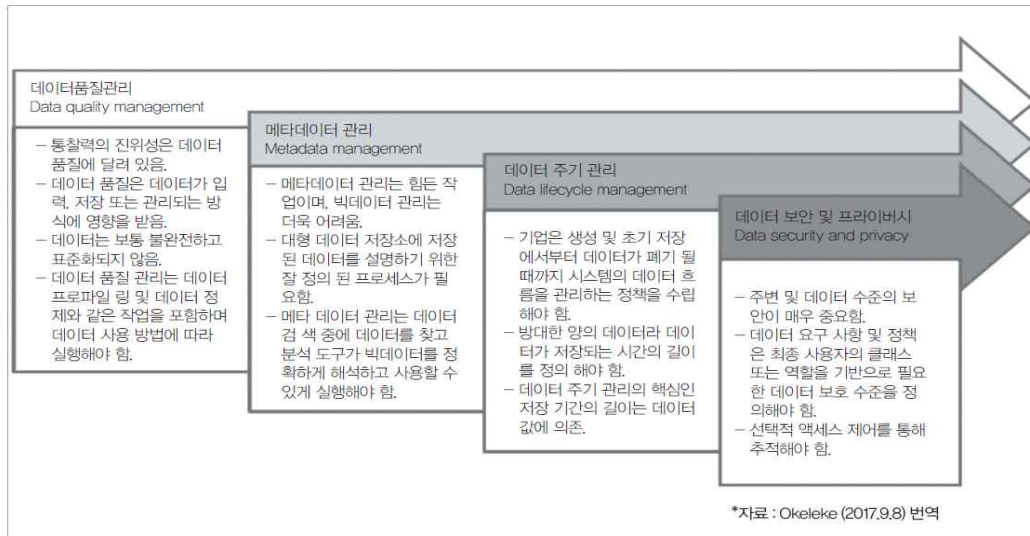 데이터품질관리
Data quality management
– 통찰력의 진위성은 데이터
품질에 달려 있음.
– 데이터 품질은 데이터가 입
력, 저장 또는 관리되는 방
식에 영향을 받음.
– 데이터는 보통 불완전하고
표준화되지 않음.
– 데이터 품질 관리는 데이터
프로파일 링 및 데이터 정
제와 같은 작업을 포함하며
데이터 사용 방법에 따라
실행해야 함.
메타데이터 관리
Metadata management
– 메타데이터 관리는 힘든 작
업이며, 빅데이터 관리는
더욱 어려움.
– 대형 데이터 저장소에 저장
된 데이터를 설명하기 위한
잘 정의 된 프로세스가 필
요함.
– 메타 데이터 관리는 데이터
검 색 중에 데이터를 찾고
분석 도구가 빅데이터를 정
확하게 해석하고 사용할 수
있게 실행해야 함.
데이터 주기 관리
Data lifecycle management
– 기업은 생성 및 초기 저장
에서부터 데이터가 폐기 될
때까지 시스템의 데이터 흐
름을 관리하는 정책을 수립
해야 함.
– 방대한 양의 데이터라 데이
터가 저장되는 시간의 길이
를 정의 해야 함.
– 데이터 주기 관리의 핵심인
저장 기간의 길이는 데이터
값에 의존.
데이터 보안 및 프라이버시
Data security and privacy
– 주변 및 데이터 수준의 보
안이 매우 중요함.
– 데이터 요구 사항 및 정책
은 최종 사용자의 클래스
또는 역할을 기반으로 필요
한 데이터 보호 수준을 정
의해야 함.
– 선택적 액세스 제어를 통해
추적해야 함.
*자료 : Okeleke (2017.9.8) 번역